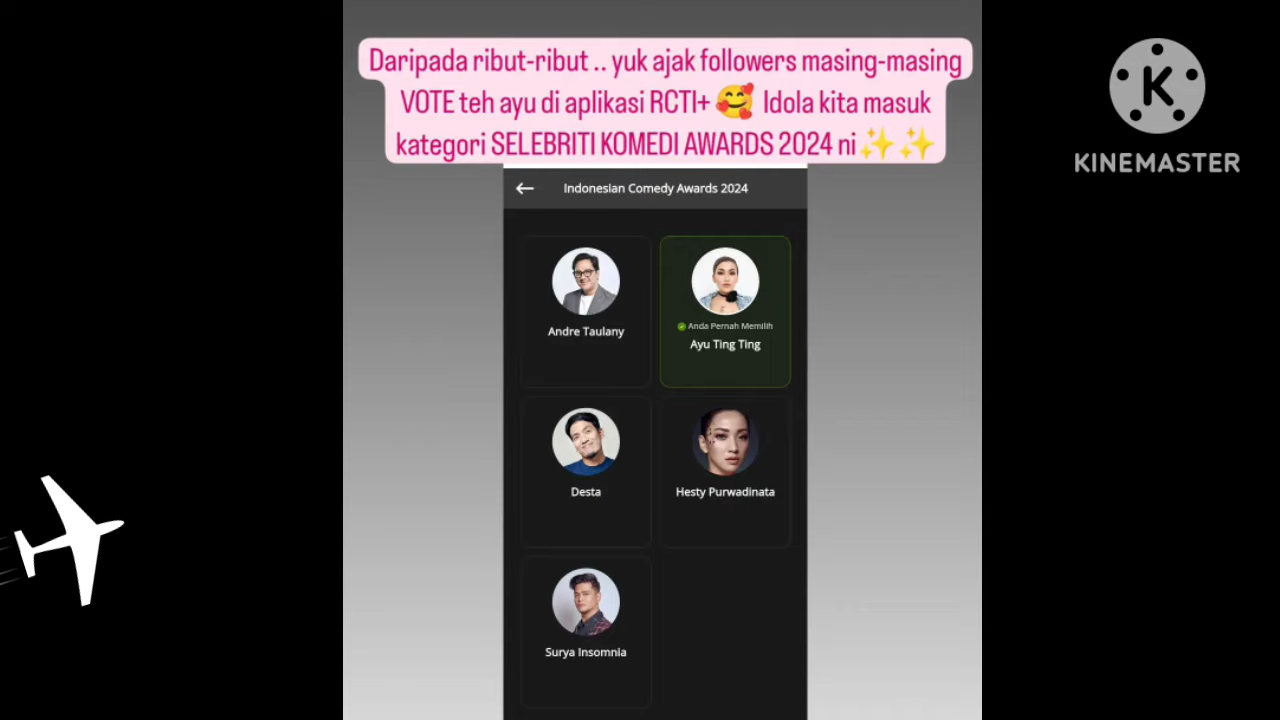 Daripada ribut-ribut .. yuk ajak followers masing-masing
VOTE teh ayu di aplikasi RCTI+ 🥰 Idola kita masuk
kategori SELEBRITI KOMEDI AWARDS 2024 ni✨✨
K
KINEMASTER
Indonesian Comedy Awards 2024
Andre Taulany
Anda Pernah Memilih
Ayu Ting Ting
Desta
Hesty Purwadinata
Surya Insomnia